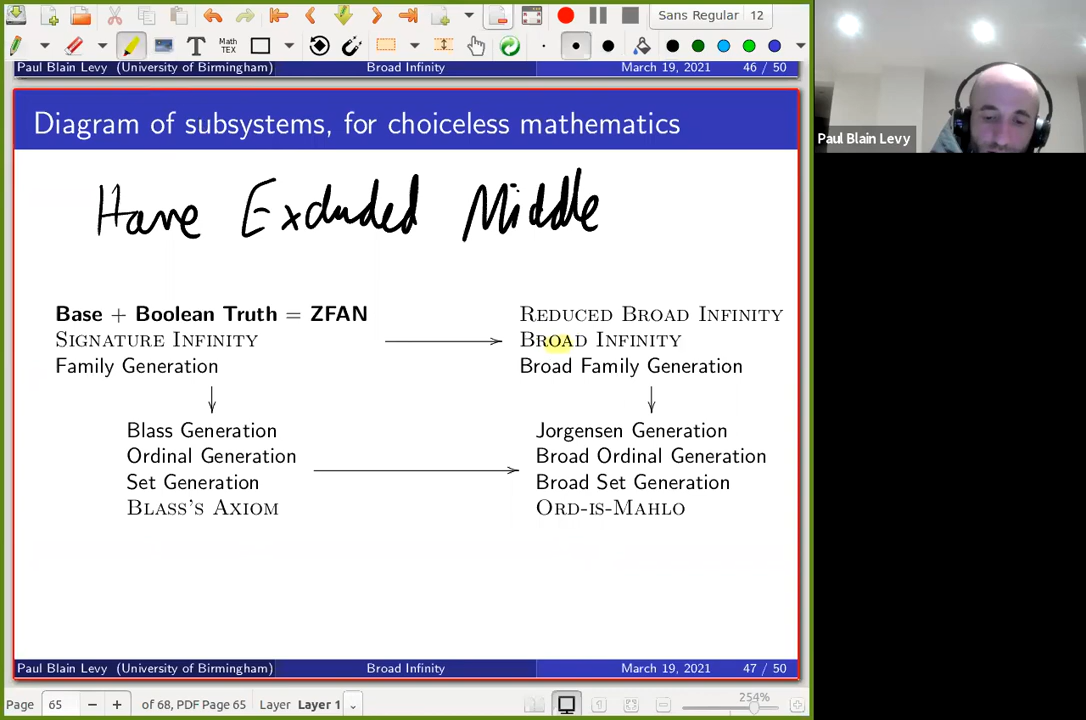 Sans Regular 12
Math
TEX
Paul Blain Levy (University of Birmingham) Broad Infinity March 19, 2021 46 / 50
Paul Blain Levy
Diagram of subsystems, for choiceless mathematics
Have Excluded Middle
Base + Boolean Truth = ZFAN
Signature Infinity
Family Generation
Reduced Broad Infinity
Broad Infinity
Broad Family Generation
Blass Generation
Ordinal Generation
Set Generation
Blass's Axiom
Jorgensen Generation
Broad Ordinal Generation
Broad Set Generation
Ord-is-Mahlo
Paul Blain Levy (University of Birmingham) Broad Infinity March 19, 2021 47 / 50
Page 65 of 68, PDF Page 65 Layer Layer 1 254%